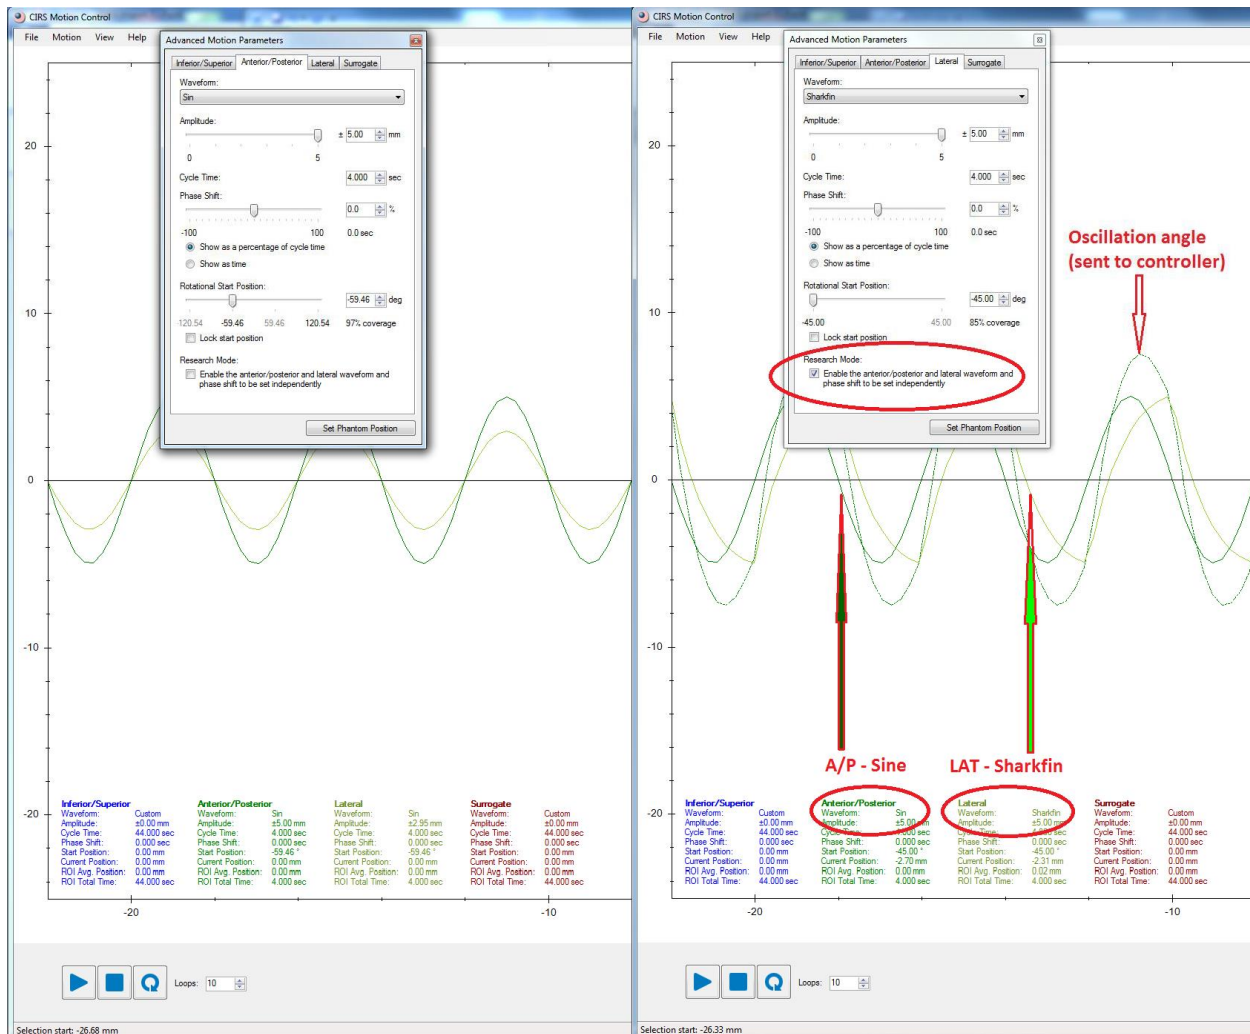 CIRS Motion Control
File Motion View Help
Advanced Motion Parameters
Inferior/Superior Anterior/Posterior Lateral Surrogate
Waveform:
Sin
Amplitude:
± 5.00 mm
0 5
Cycle Time: 4.000 sec
Phase Shift:
0.0 %
-100 100 0.0 sec
Show as a percentage of cycle time
Show as time
Rotational Start Position:
-59.46 deg
-120.54 -59.46 59.46 120.54 97% coverage
Lock start position
Research Mode:
Enable the anterior/posterior and lateral waveform and
phase shift to be set independently
Set Phantom Position
20
10
0
-10
-20
Inferior/Superior
Waveform: Custom
Amplitude: ±0.00 mm
Cycle Time: 44.000 sec
Phase Shift: 0.000 sec
Start Position: 0.00 mm
Current Position: 0.00 mm
ROI Avg. Position: 0.00 mm
ROI Total Time: 44.000 sec
Anterior/Posterior
Waveform: Sin
Amplitude: ±5.00 mm
Cycle Time: 4.000 sec
Phase Shift: 0.000 sec
Start Position: -59.46 °
Current Position: 0.00 mm
ROI Avg. Position: 0.00 mm
ROI Total Time: 4.000 sec
Lateral
Waveform: Sin
Amplitude: ±2.95 mm
Cycle Time: 4.000 sec
Phase Shift: 0.000 sec
Start Position: -59.46 °
Current Position: 0.00 mm
ROI Avg. Position: 0.00 mm
ROI Total Time: 4.000 sec
Surrogate
Waveform: Custom
Amplitude: ±0.00 mm
Cycle Time: 44.000 sec
Phase Shift: 0.000 sec
Start Position: 0.00 mm
Current Position: 0.00 mm
ROI Avg. Position: 0.00 mm
ROI Total Time: 44.000 sec
-20 -10
Loops: 10
Selection start: -26.68 mm
CIRS Motion Control
File Motion View Help
Advanced Motion Parameters
Inferior/Superior Anterior/Posterior Lateral Surrogate
Waveform:
Sharkfin
Amplitude:
± 5.00 mm
0 5
Cycle Time: 4.000 sec
Phase Shift:
0.0 %
-100 100 0.0 sec
Show as a percentage of cycle time
Show as time
Rotational Start Position:
-45.00 deg
-45.00 45.00 85% coverage
Lock start position
Research Mode:
Enable the anterior/posterior and lateral waveform and
phase shift to be set independently
Set Phantom Position
Oscillation angle
(sent to controller)
20
10
0
-10
-20
A/P - Sine
LAT - Sharkfin
Inferior/Superior
Waveform: Custom
Amplitude: ±0.00 mm
Cycle Time: 44.000 sec
Phase Shift: 0.000 sec
Start Position: 0.00 mm
Current Position: 0.00 mm
ROI Avg. Position: 0.00 mm
ROI Total Time: 44.000 sec
Anterior/Posterior
Waveform: Sin
Amplitude: ±5.00 mm
Cycle Time: 4.000 sec
Phase Shift: 0.000 sec
Start Position: -45.00 °
Current Position: -2.70 mm
ROI Avg. Position: 0.00 mm
ROI Total Time: 4.000 sec
Lateral
Waveform: Sharkfin
Amplitude: ±5.00 mm
Cycle Time: 4.000 sec
Phase Shift: 0.000 sec
Start Position: -45.00 °
Current Position: -2.31 mm
ROI Avg. Position: 0.02 mm
ROI Total Time: 4.000 sec
Surrogate
Waveform: Custom
Amplitude: ±0.00 mm
Cycle Time: 44.000 sec
Phase Shift: 0.000 sec
Start Position: 0.00 mm
Current Position: 0.00 mm
ROI Avg. Position: 0.00 mm
ROI Total Time: 44.000 sec
-20 -10
Loops: 10
Selection start: -26.33 mm